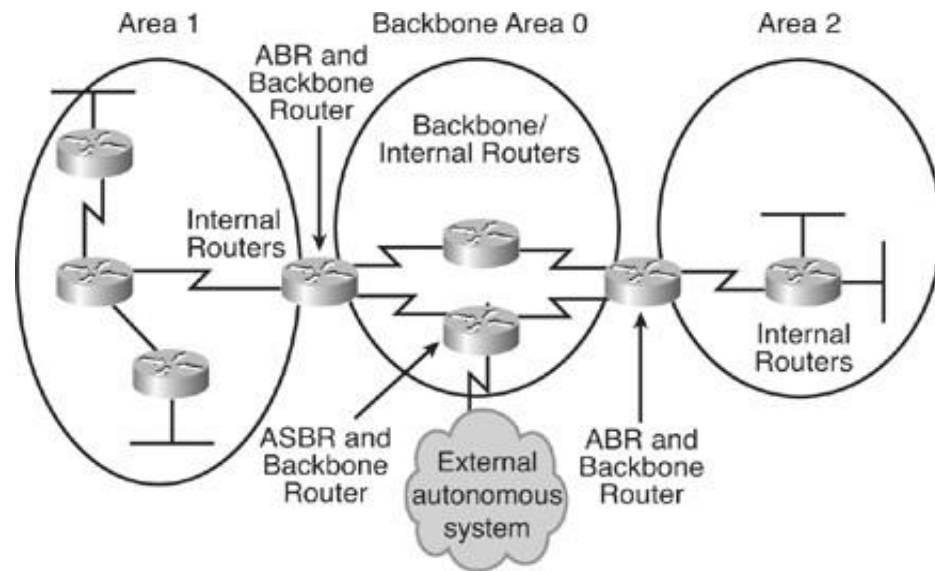 Area 1
Backbone Area 0
Area 2
ABR and
Backbone
Router
Backbone/
Internal Routers
Internal
Routers
Internal
Routers
ASBR and
Backbone
Router
External
autonomous
system
ABR and
Backbone
Router